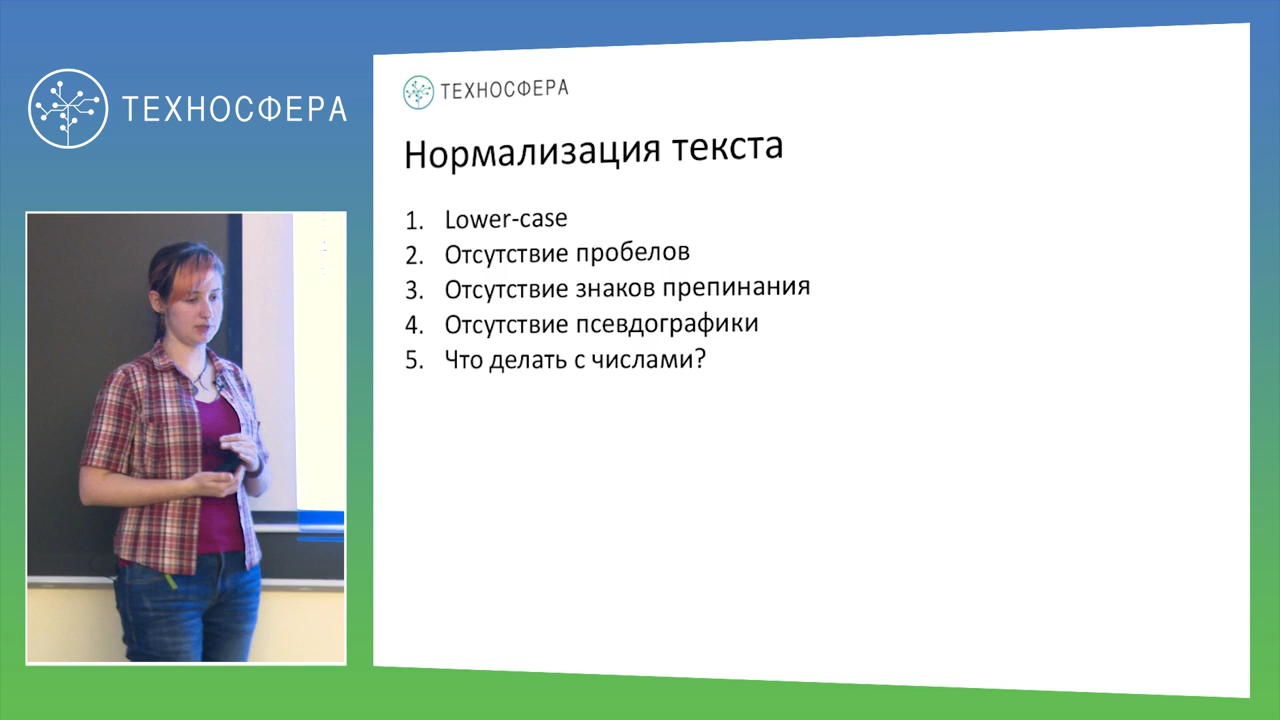 ТЕХНОСФЕРА
ТЕХНОСФЕРА
Нормализация текста
1. Lower-case
2. Отсутствие пробелов
3. Отсутствие знаков препинания
4. Отсутствие псевдографики
5. Что делать с числами?